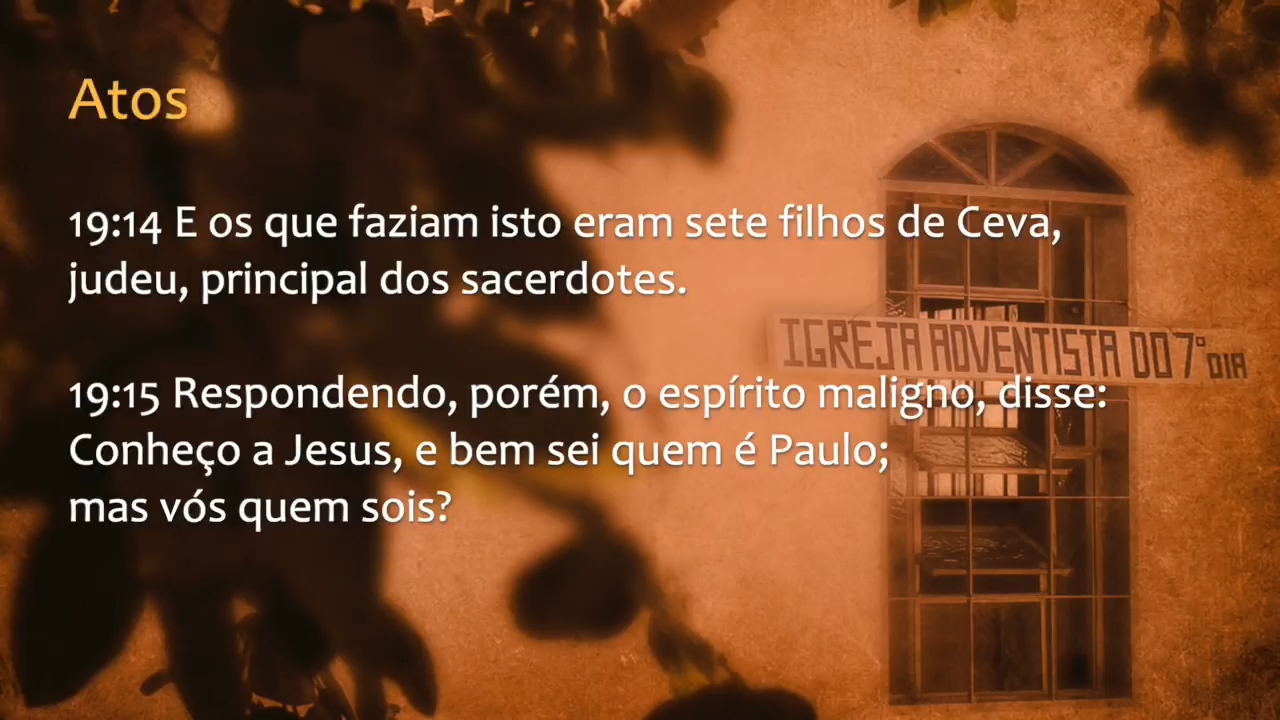 Atos
19:14 E os que faziam isto eram sete filhos de Ceva,
judeu, principal dos sacerdotes.
IGREJA ADVENTISTA DO 7º DIA
19:15 Respondendo, porém, o espírito maligno, disse:
Conheço a Jesus, e bem sei quem é Paulo;
mas vós quem sois?